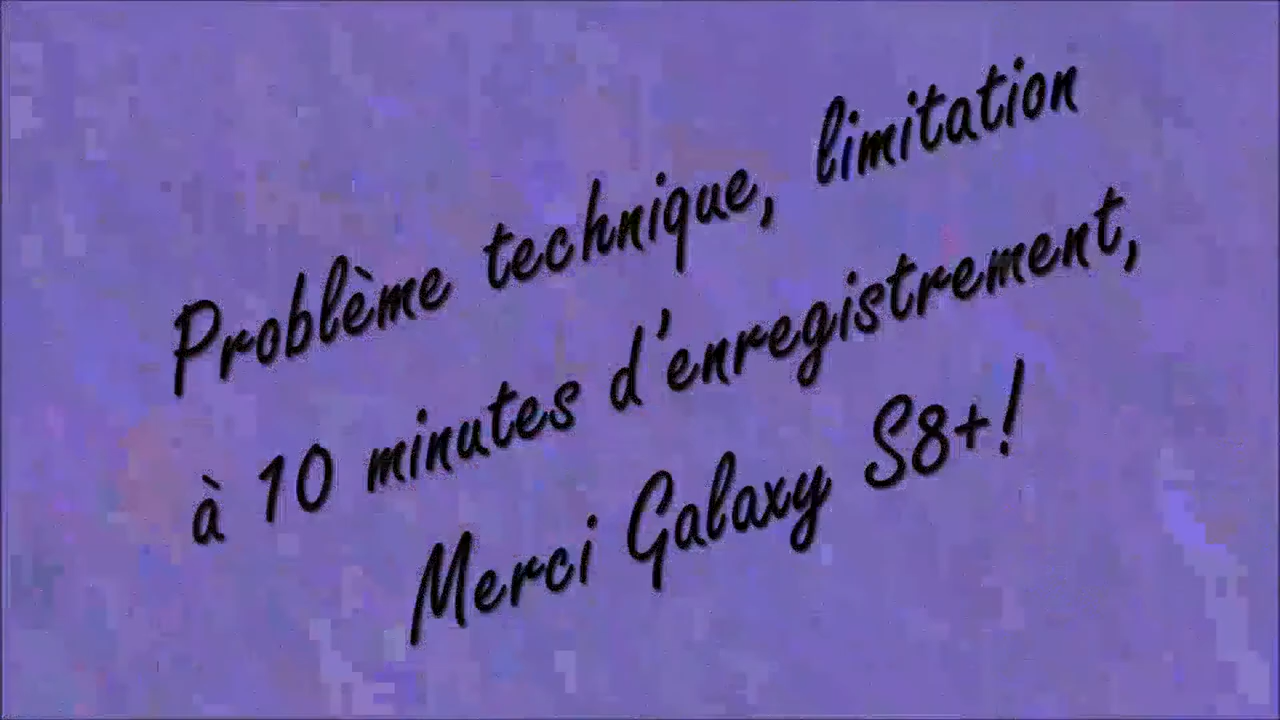 Problème technique, limitation
à 10 minutes d'enregistrement,
Merci Galaxy S8+!